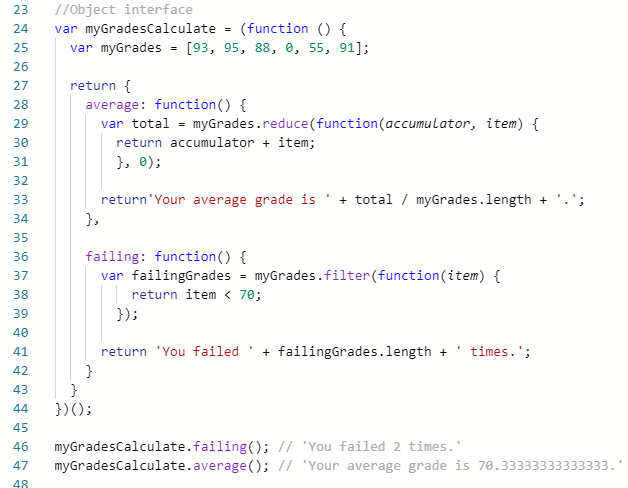 23 //Object interface
24 var myGradesCalculate = (function () {
25   var myGrades = [93, 95, 88, 0, 55, 91];
26
27   return {
28     average: function() {
29       var total = myGrades.reduce(function(accumulator, item) {
30         return accumulator + item;
31         }, 0);
32
33       return'Your average grade is ' + total / myGrades.length + '.';
34     },
35
36     failing: function() {
37       var failingGrades = myGrades.filter(function(item) {
38           return item < 70;
39         });
40
41       return 'You failed ' + failingGrades.length + ' times.';
42     }
43   }
44 })();
45
46 myGradesCalculate.failing(); // 'You failed 2 times.'
47 myGradesCalculate.average(); // 'Your average grade is 70.33333333333333.'
48